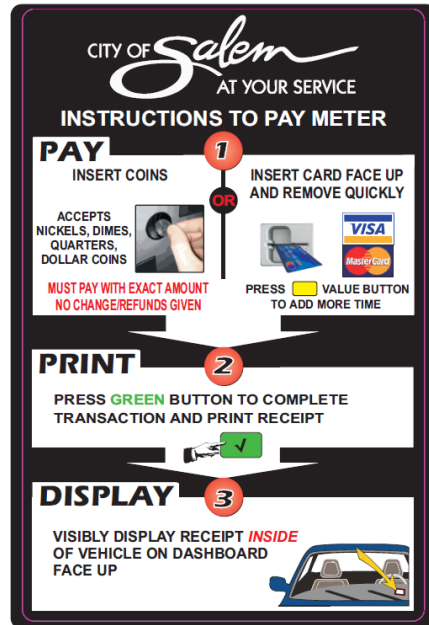 CITY OF Salem
AT YOUR SERVICE
INSTRUCTIONS TO PAY METER
PAY
1
INSERT COINS
ACCEPTS
NICKELS, DIMES,
QUARTERS,
DOLLAR COINS
MUST PAY WITH EXACT AMOUNT
NO CHANGE/REFUNDS GIVEN
OR
INSERT CARD FACE UP
AND REMOVE QUICKLY
VISA
MasterCard
PRESS VALUE BUTTON
TO ADD MORE TIME
PRINT
2
PRESS GREEN BUTTON TO COMPLETE
TRANSACTION AND PRINT RECEIPT
DISPLAY
3
VISIBLY DISPLAY RECEIPT INSIDE
OF VEHICLE ON DASHBOARD
FACE UP